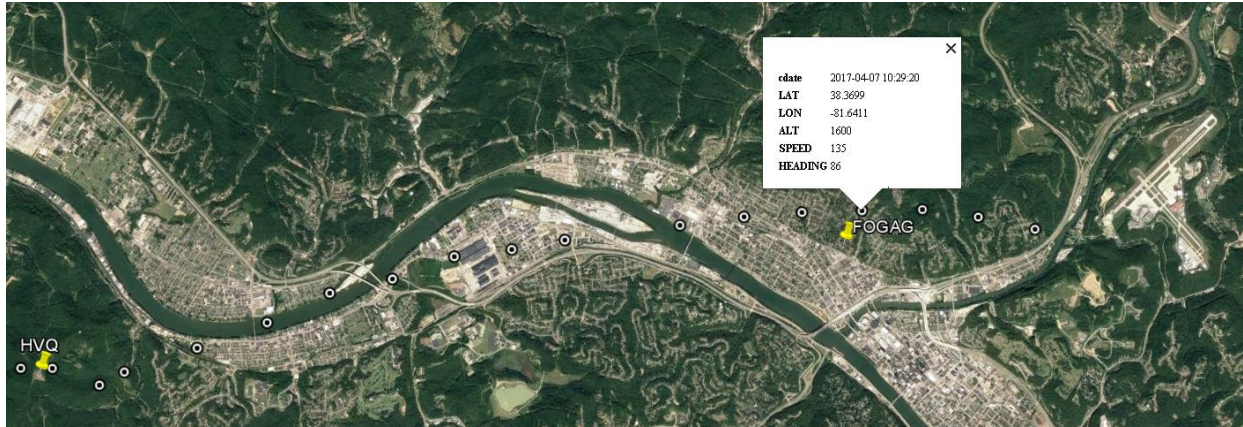 cdate 2017-04-07 10:29:20
LAT 38.3699
LON -81.6411
ALT 1600
SPEED 135
HEADING 86
FOGAG
HVQ